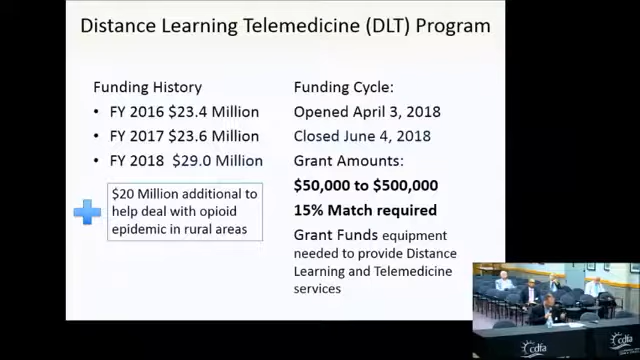 Distance Learning Telemedicine (DLT) Program
Funding History
• FY 2016 $23.4 Million
• FY 2017 $23.6 Million
• FY 2018 $29.0 Million
$20 Million additional to
help deal with opioid
epidemic in rural areas
Funding Cycle:
Opened April 3, 2018
Closed June 4, 2018
Grant Amounts:
$50,000 to $500,000
15% Match required
Grant Funds equipment
needed to provide Distance
Learning and Telemedicine
services
cdfa